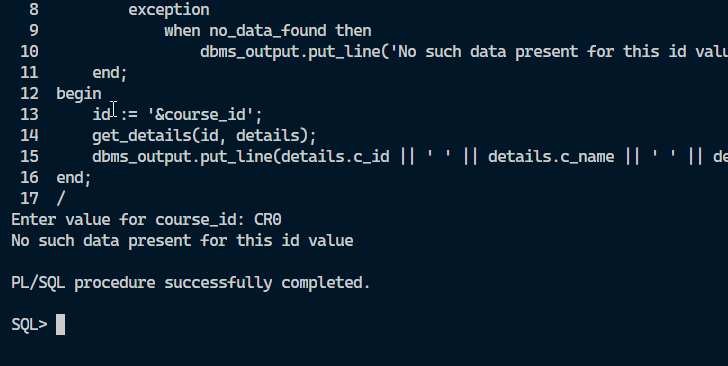 8 exception
9 when no_data_found then
10 dbms_output.put_line('No such data present for this id valu
11 end;
12 begin
13 id := '&course_id';
14 get_details(id, details);
15 dbms_output.put_line(details.c_id || ' ' || details.c_name || ' ' || de
16 end;
17 /
Enter value for course_id: CR0
No such data present for this id value
PL/SQL procedure successfully completed.
SQL>